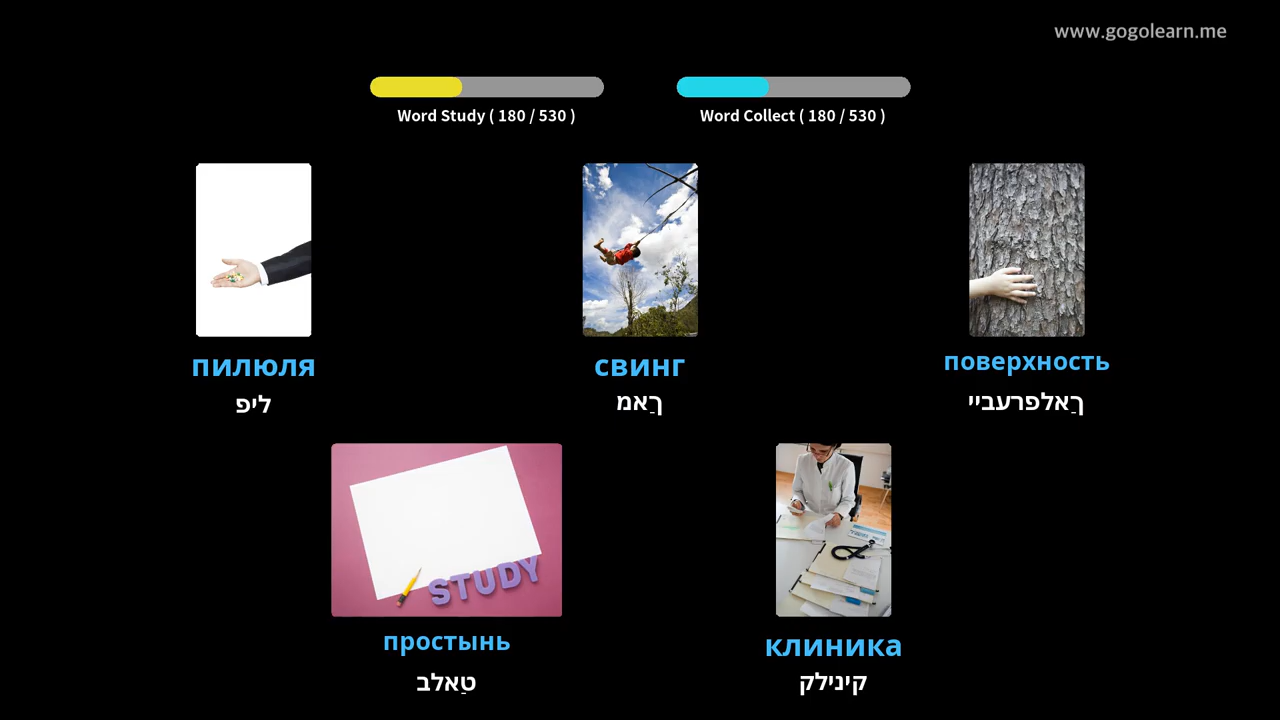 www.gogolearn.me
Word Study ( 180 / 530 )
Word Collect ( 180 / 530 )
пилюля
ליפ
свинг
ךַאמ
поверхность
ךַאלפרעביי
STUDY
простынь
טַאלב
клиника
קינילק